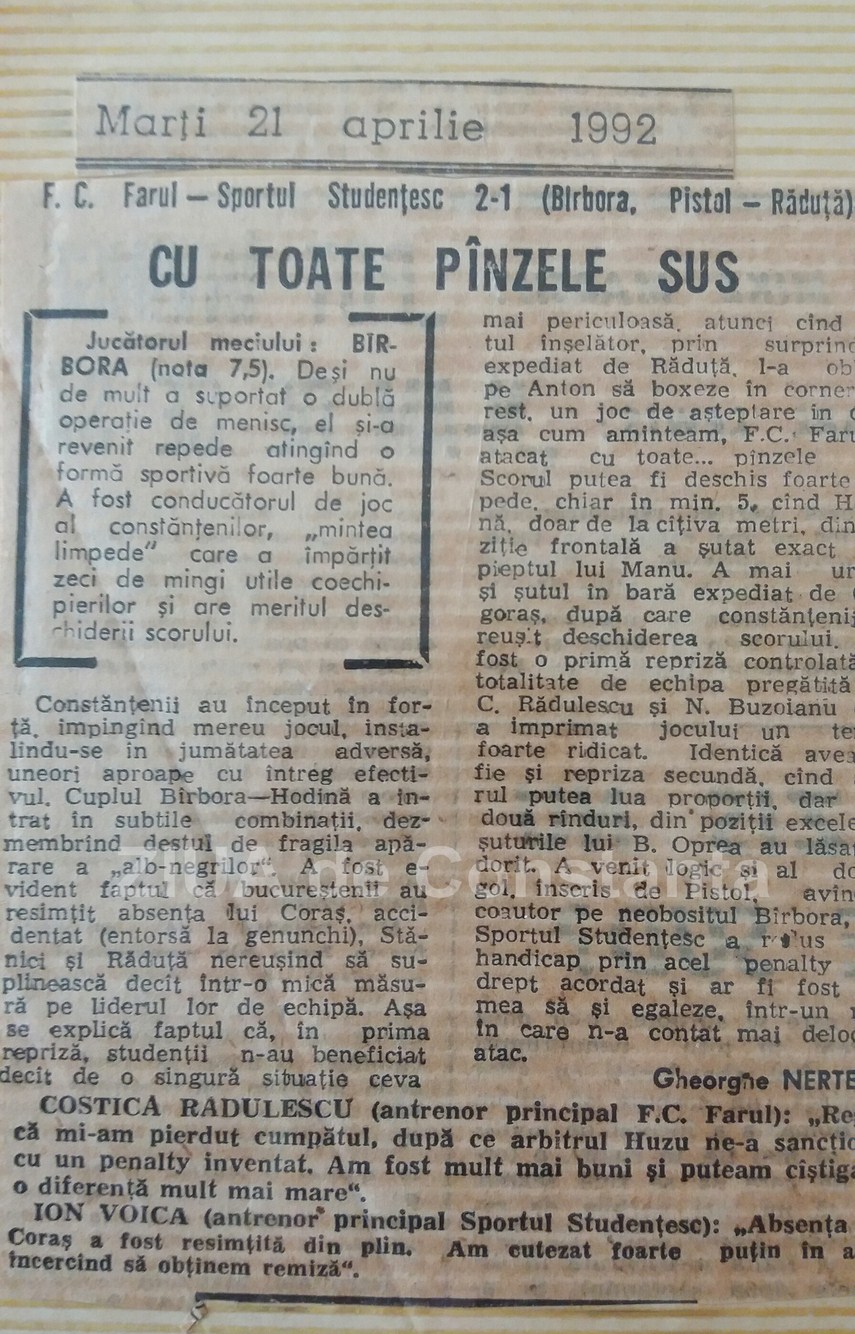 Marți 21 aprilie 1992
F. C. Farul — Sportul Studențesc 2-1 (Bîrbora, Pistol — Răduță)
CU TOATE PÎNZELE SUS
Jucătorul meciului: BÎR-
BORA (nota 7,5). Deși nu
de mult a suportat o dublă
operație de menisc, el și-a
revenit repede atingînd o
formă sportivă foarte bună.
A fost conducătorul de joc
al constănțenilor, „mintea
limpede" care a împărțit
zeci de mingi utile coechi-
pierilor și are meritul des-
chiderii scorului.
Constănțenii au început în for-
ță, împingînd mereu jocul, insta-
lîndu-se în jumătatea adversă,
uneori aproape cu întreg efecti-
vul. Cuplul Bîrbora—Hodină a in-
trat în subtile combinații, dez-
membrînd destul de fragila apă-
rare a „alb-negrilor". A fost e-
vident faptul că bucureștenii au
resimțit absența lui Coraș, acci-
dentat (entorsă la genunchi), Stă-
nici și Răduță nereușind să su-
plinească decît într-o mică măsu-
ră pe liderul lor de echipă. Așa
se explică faptul că, în prima
repriză, studenții n-au beneficiat
decît de o singură situație ceva
mai periculoasă, atunci cînd
tul înșelător, prin surprind
expediat de Răduță, l-a ob
pe Anton să boxeze în corner
rest, un joc de așteptare în
așa cum aminteam, F.C. Faru
atacat cu toate... pînzele
Scorul putea fi deschis foarte
pede, chiar în min. 5, cînd H
nă, doar de la cîțiva metri, din
ziție frontală a șutat exact
pieptul lui Manu. A mai ur
și șutul în bară expediat de
goraș, după care constănțenii
reușit deschiderea scorului.
fost o primă repriză controlată
totalitate de echipa pregătită
C. Rădulescu și N. Buzoianu
a imprimat jocului un te
foarte ridicat. Identică avea
fie și repriza secundă, cînd
rul putea lua proporții, dar
două rînduri, din poziții excele
șuturile lui B. Oprea au lăsa
dorit. A venit logic și al do
gol, înscris de Pistol, avîn
coautor pe neobositul Bîrbora,
Sportul Studențesc a redus
handicap prin acel penalty
drept acordat și ar fi fost
mea să și egaleze, într-un
în care n-a contat mai deloc
atac.
Gheorghe NERTE
COSTICA RADULESCU (antrenor principal F.C. Farul): „Re
că mi-am pierdut cumpătul, după ce arbitrul Huzu ne-a sancțio
cu un penalty inventat. Am fost mult mai buni și puteam cîștiga
o diferență mult mai mare".
ION VOICA (antrenor principal Sportul Studențesc): „Absența
Coraș a fost resimțită din plin. Am cutezat foarte puțin în a
încercînd să obținem remiză".